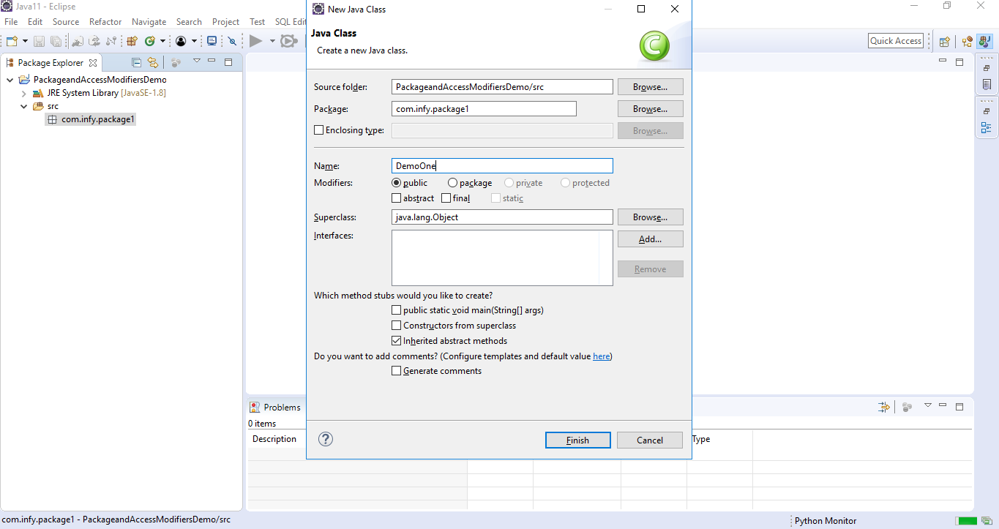 Java11 - Eclipse
File Edit Source Refactor Navigate Search Project Test SQL Edit
Quick Access
Package Explorer
PackageandAccessModifiersDemo
JRE System Library [JavaSE-1.8]
src
com.infy.package1
New Java Class
Java Class
Create a new Java class.
Source folder: PackageandAccessModifiersDemo/src Browse...
Package: com.infy.package1 Browse...
Enclosing type: Browse...
Name: DemoOne
Modifiers: public package private protected
abstract final static
Superclass: java.lang.Object Browse...
Interfaces: Add...
Remove
Which method stubs would you like to create?
public static void main(String[] args)
Constructors from superclass
Inherited abstract methods
Do you want to add comments? (Configure templates and default value here)
Generate comments
Finish Cancel
Problems
0 items
Description Type
com.infy.package1 - PackageandAccessModifiersDemo/src
Python Monitor